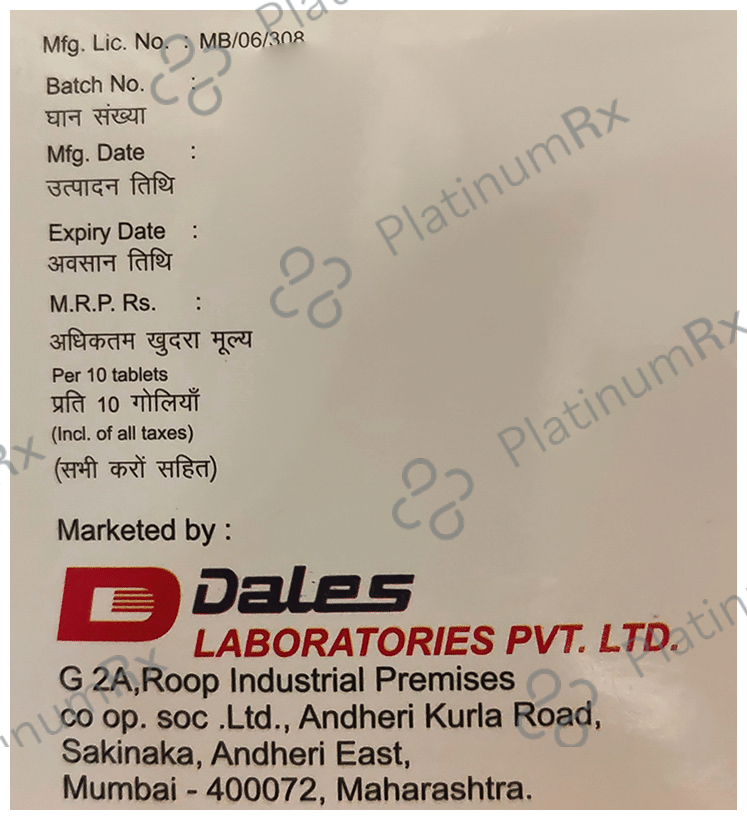 Mfg. Lic. No. : MB/06/308
Batch No. :
घान संख्या
Mfg. Date :
उत्पादन तिथि
Expiry Date :
अवसान तिथि
M.R.P. Rs. :
अधिकतम खुदरा मूल्य
Per 10 tablets
प्रति 10 गोलियाँ
(Incl. of all taxes)
(सभी करों सहित)
Marketed by :
Dales
LABORATORIES PVT. LTD.
G 2A,Roop Industrial Premises
co op. soc .Ltd., Andheri Kurla Road,
Sakinaka, Andheri East,
Mumbai - 400072, Maharashtra.
PlatinumRx
PlatinumRx